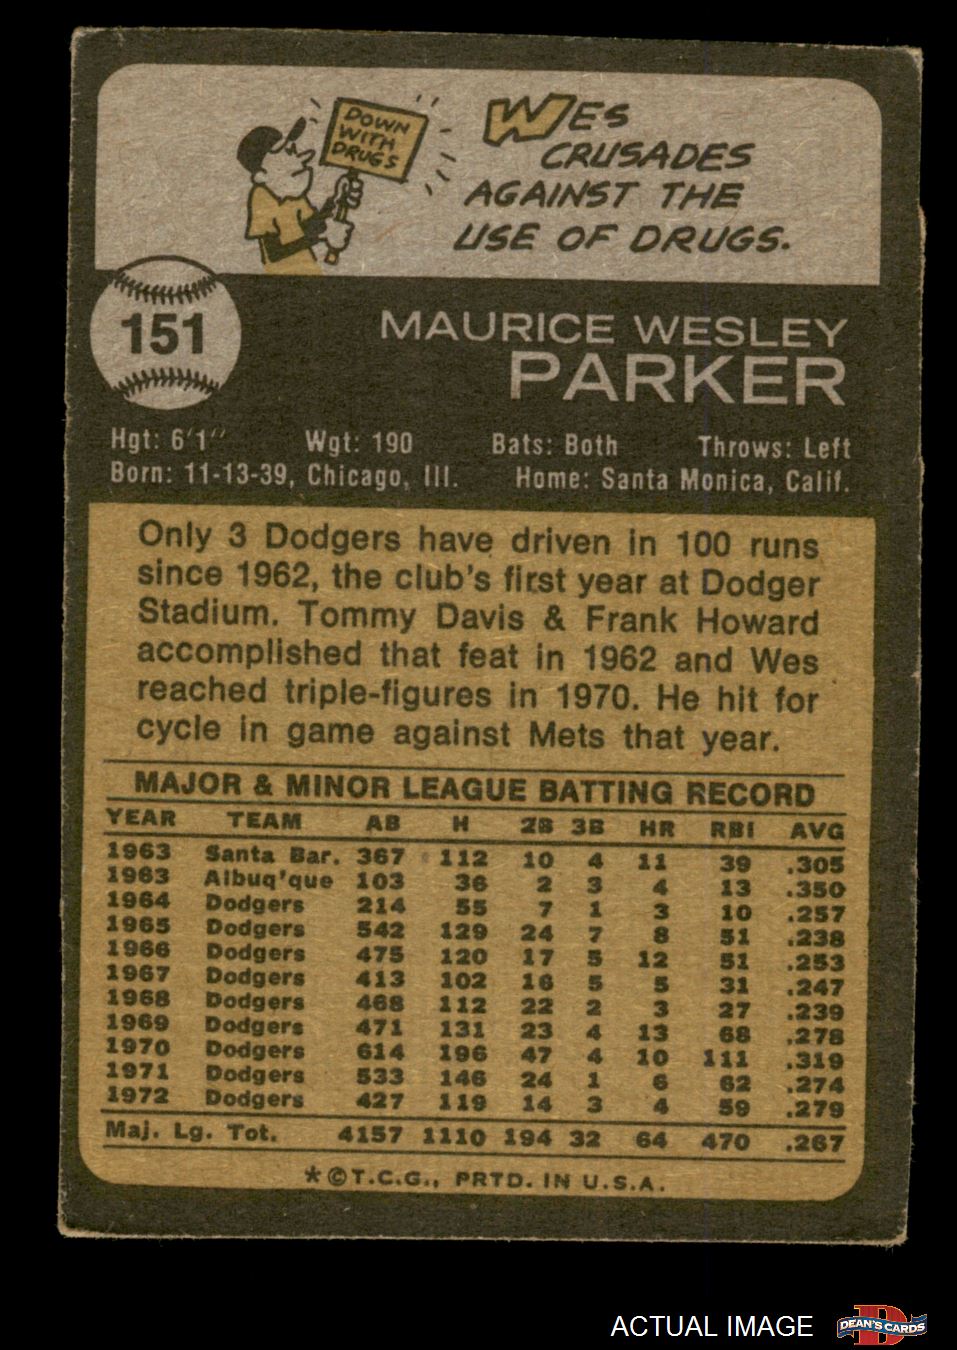 DOWN
WITH
DRUGS
WES
CRUSADES
AGAINST THE
USE OF DRUGS.
151
MAURICE WESLEY
PARKER
Hgt: 6'1" Wgt: 190 Bats: Both Throws: Left
Born: 11-13-39, Chicago, Ill. Home: Santa Monica, Calif.
Only 3 Dodgers have driven in 100 runs
since 1962, the club's first year at Dodger
Stadium. Tommy Davis & Frank Howard
accomplished that feat in 1962 and Wes
reached triple-figures in 1970. He hit for
cycle in game against Mets that year.
MAJOR & MINOR LEAGUE BATTING RECORD
YEAR TEAM AB H 2B 3B HR RBI AVG
1963 Santa Bar. 367 112 10 4 11 39 .305
1963 Albuq'que 103 36 2 3 4 13 .350
1964 Dodgers 214 55 7 1 3 10 .257
1965 Dodgers 542 129 24 7 8 51 .238
1966 Dodgers 475 120 17 5 12 51 .253
1967 Dodgers 413 102 16 5 5 31 .247
1968 Dodgers 468 112 22 2 3 27 .239
1969 Dodgers 471 131 23 4 13 68 .278
1970 Dodgers 614 196 47 4 10 111 .319
1971 Dodgers 533 146 24 1 6 62 .274
1972 Dodgers 427 119 14 3 4 59 .279
Maj. Lg. Tot. 4157 1110 194 32 64 470 .267
*©T.C.G., PRTD. IN U.S.A.
ACTUAL IMAGE
D
DEAN'S CARDS